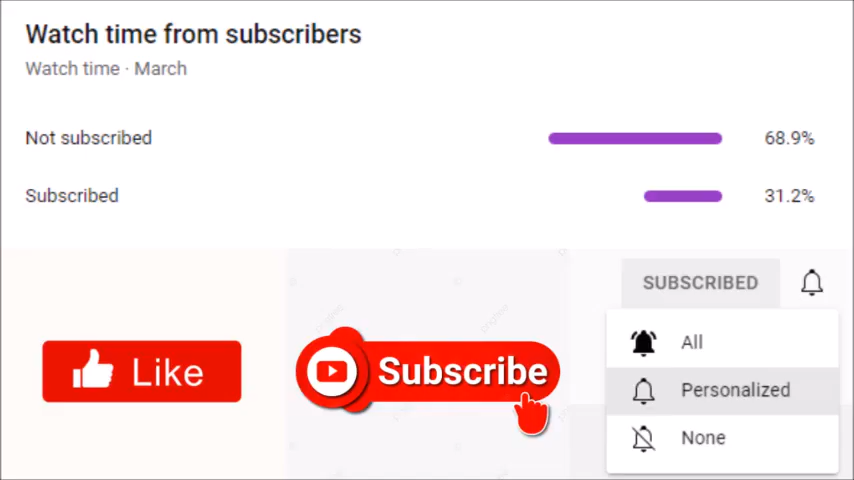 Watch time from subscribers
Watch time · March
Not subscribed 68.9%
Subscribed 31.2%
SUBSCRIBED
All
Like
Subscribe
Personalized
None